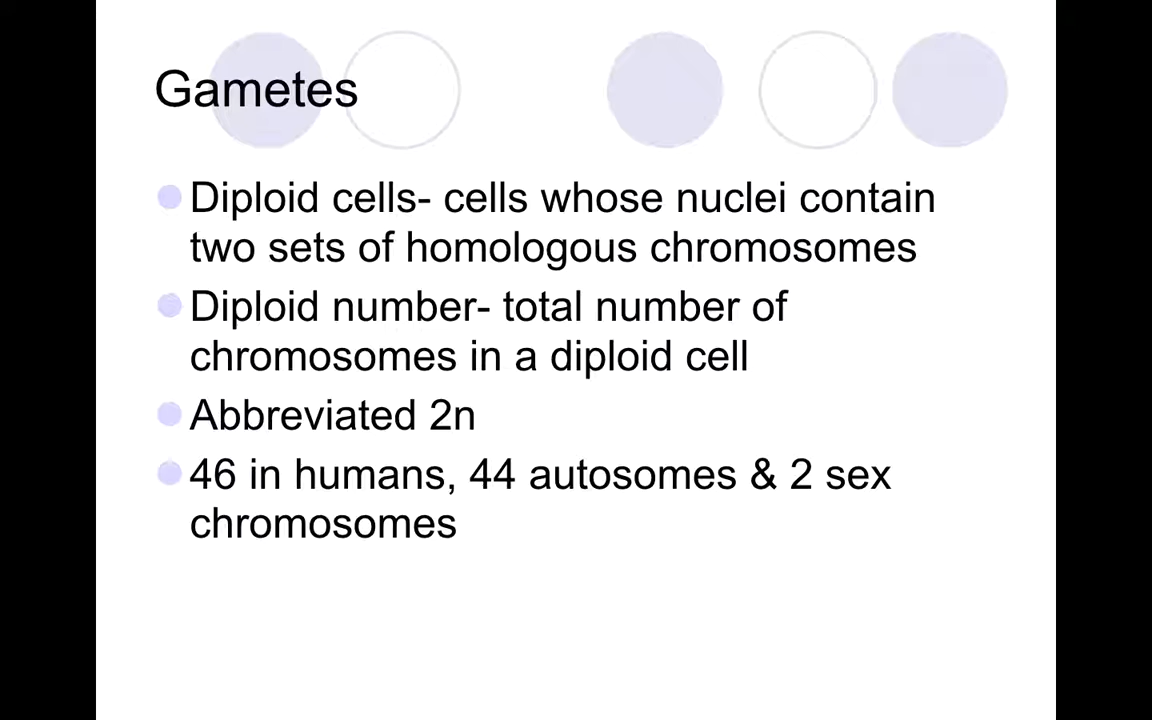 Gametes
Diploid cells- cells whose nuclei contain
two sets of homologous chromosomes
Diploid number- total number of
chromosomes in a diploid cell
Abbreviated 2n
46 in humans, 44 autosomes & 2 sex
chromosomes